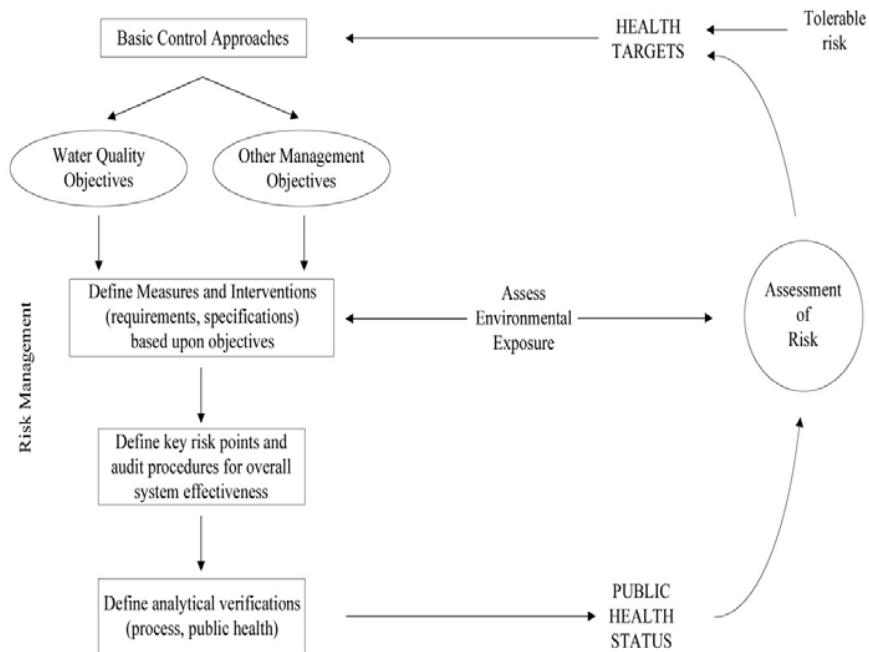 Basic Control Approaches
HEALTH
TARGETS
Tolerable
risk
Water Quality
Objectives
Other Management
Objectives
Define Measures and Interventions
(requirements, specifications)
based upon objectives
Assess
Environmental
Exposure
Assessment
of
Risk
Risk Management
Define key risk points and
audit procedures for overall
system effectiveness
Define analytical verifications
(process, public health)
PUBLIC
HEALTH
STATUS